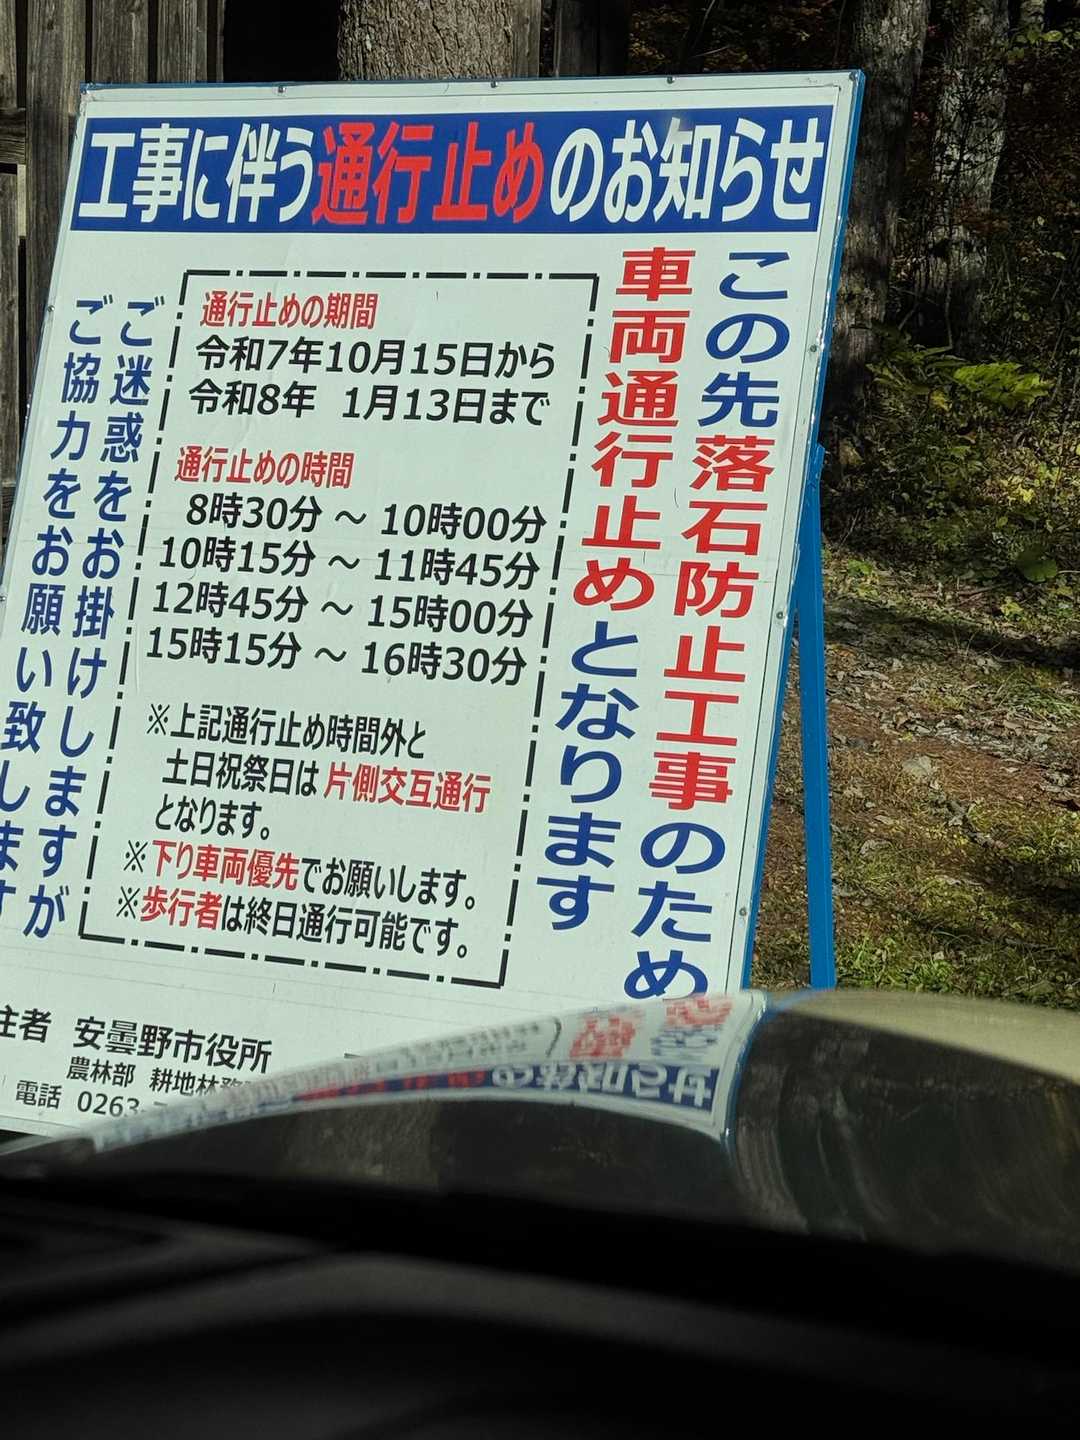 工事に伴う通行止めのお知らせ
この先落石防止工事のため
車両通行止めとなります
通行止めの期間
令和7年10月15日から
令和8年 1月13日まで
通行止めの時間
8時30分 ～ 10時00分
10時15分 ～ 11時45分
12時45分 ～ 15時00分
15時15分 ～ 16時30分
※上記通行止め時間外と
土日祝祭日は片側交互通行
となります。
※下り車両優先でお願いします。
※歩行者は終日通行可能です。
ご迷惑をお掛けしますが
ご協力をお願い致します
注者 安曇野市役所
農林部 耕地林務
電話 0263-